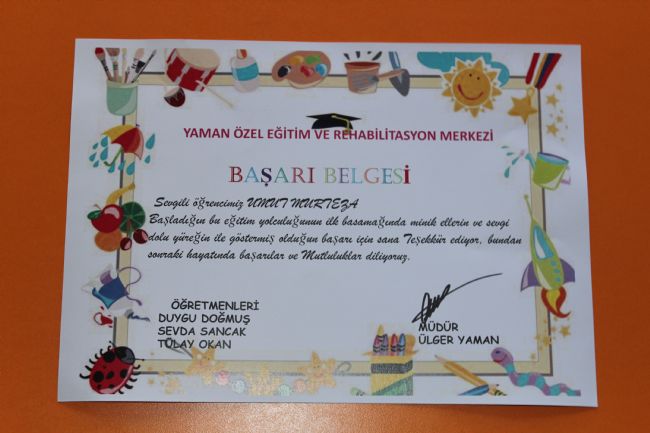 YAMAN ÖZEL EĞİTİM VE REHABİLİTASYON MERKEZİ
BAŞARI BELGESİ
Sevgili öğrencimiz UMUT MURTEZA
Başladığın bu eğitim yolculuğunun ilk basamağında minik ellerin ve sevgi
dolu yüreğin ile göstermiş olduğun başarı için sana Teşekkür ediyor, bundan
sonraki hayatında başarılar ve Mutluluklar diliyoruz.
ÖĞRETMENLERİ
DUYGU DOĞMUŞ
SEVDA SANCAK
TÜLAY OKAN
MÜDÜR
ÜLGER YAMAN